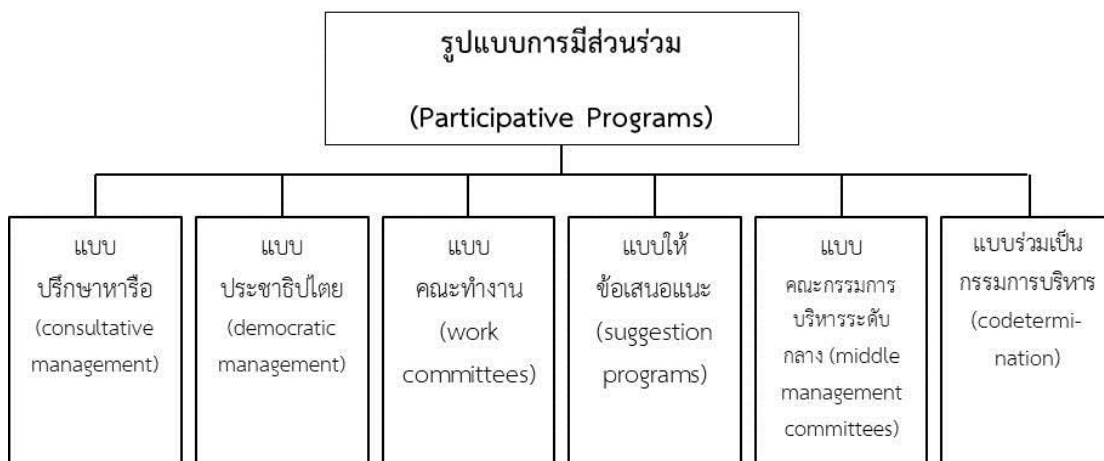 รูปแบบการมีส่วนร่วม
(Participative Programs)
แบบ
ปรึกษาหารือ
(consultative
management)
แบบ
ประชาธิปไตย
(democratic
management)
แบบ
คณะทำงาน
(work
committees)
แบบให้
ข้อเสนอแนะ
(suggestion
programs)
แบบ
คณะกรรมการ
บริหารระดับ
กลาง (middle
management
committees)
แบบร่วมเป็น
กรรมการบริหาร
(codetermi-
nation)